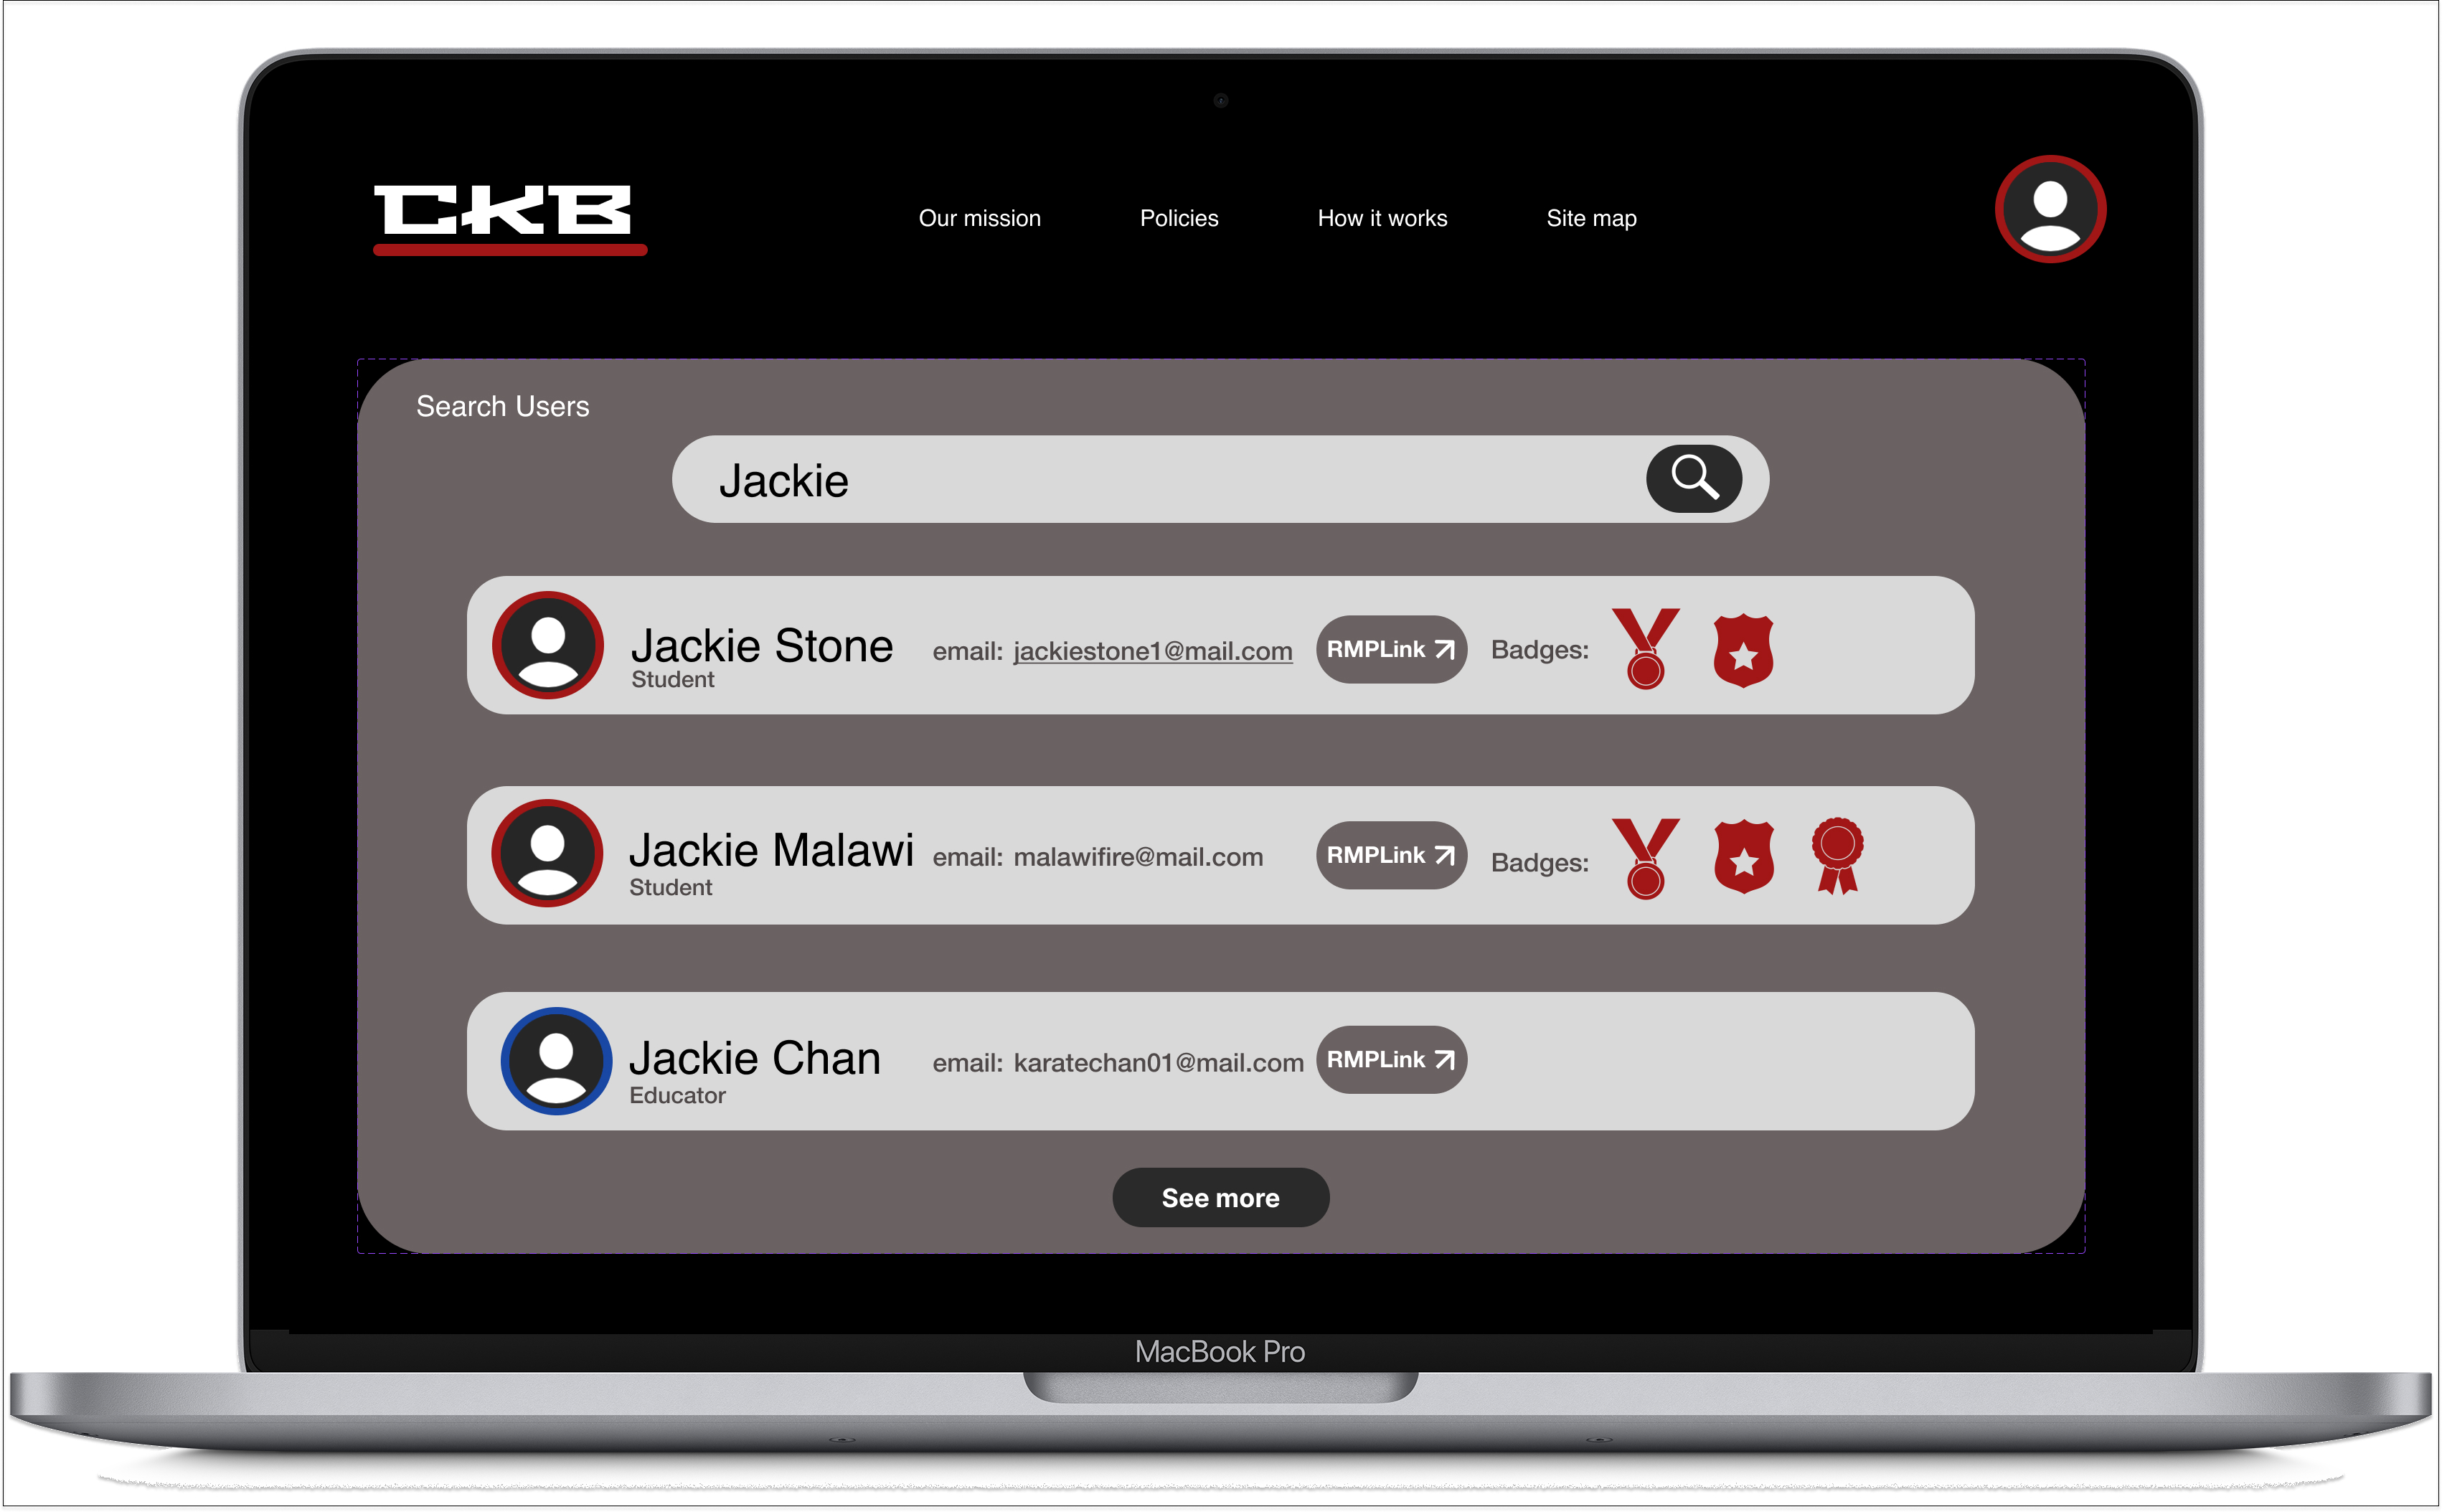 CKB
Our mission Policies How it works Site map
Search Users
Jackie
Jackie Stone email: jackiestone1@mail.com RMPLink Badges:
Student
Jackie Malawi email: malawifire@mail.com RMPLink Badges:
Student
Jackie Chan email: karatechan01@mail.com RMPLink
Educator
See more
MacBook Pro